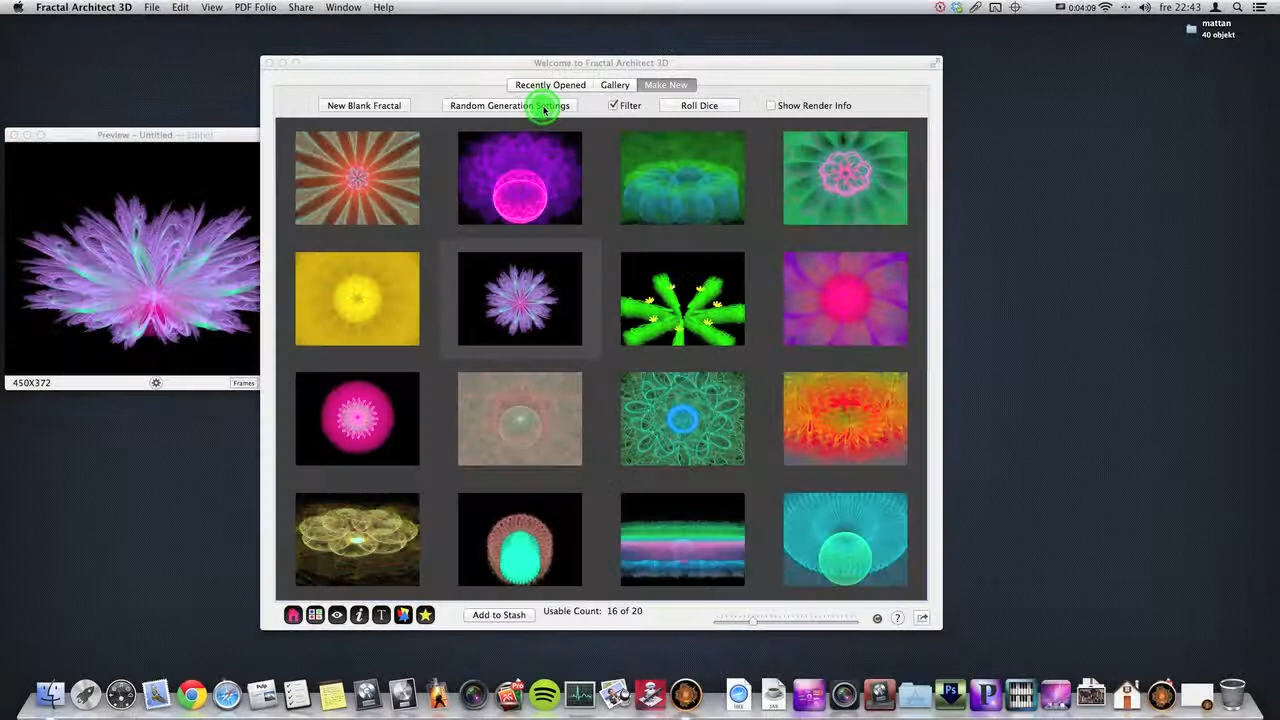 Fractal Architect 3D File Edit View PDF Folio Share Window Help 0:04:09 fre 22:43
mattan
40 objekt
Welcome to Fractal Architect 3D
Recently Opened Gallery Make New
New Blank Fractal Random Generation Settings Filter Roll Dice Show Render Info
Preview – Untitled — Edited
450X372 Frames
Add to Stash Usable Count: 16 of 20